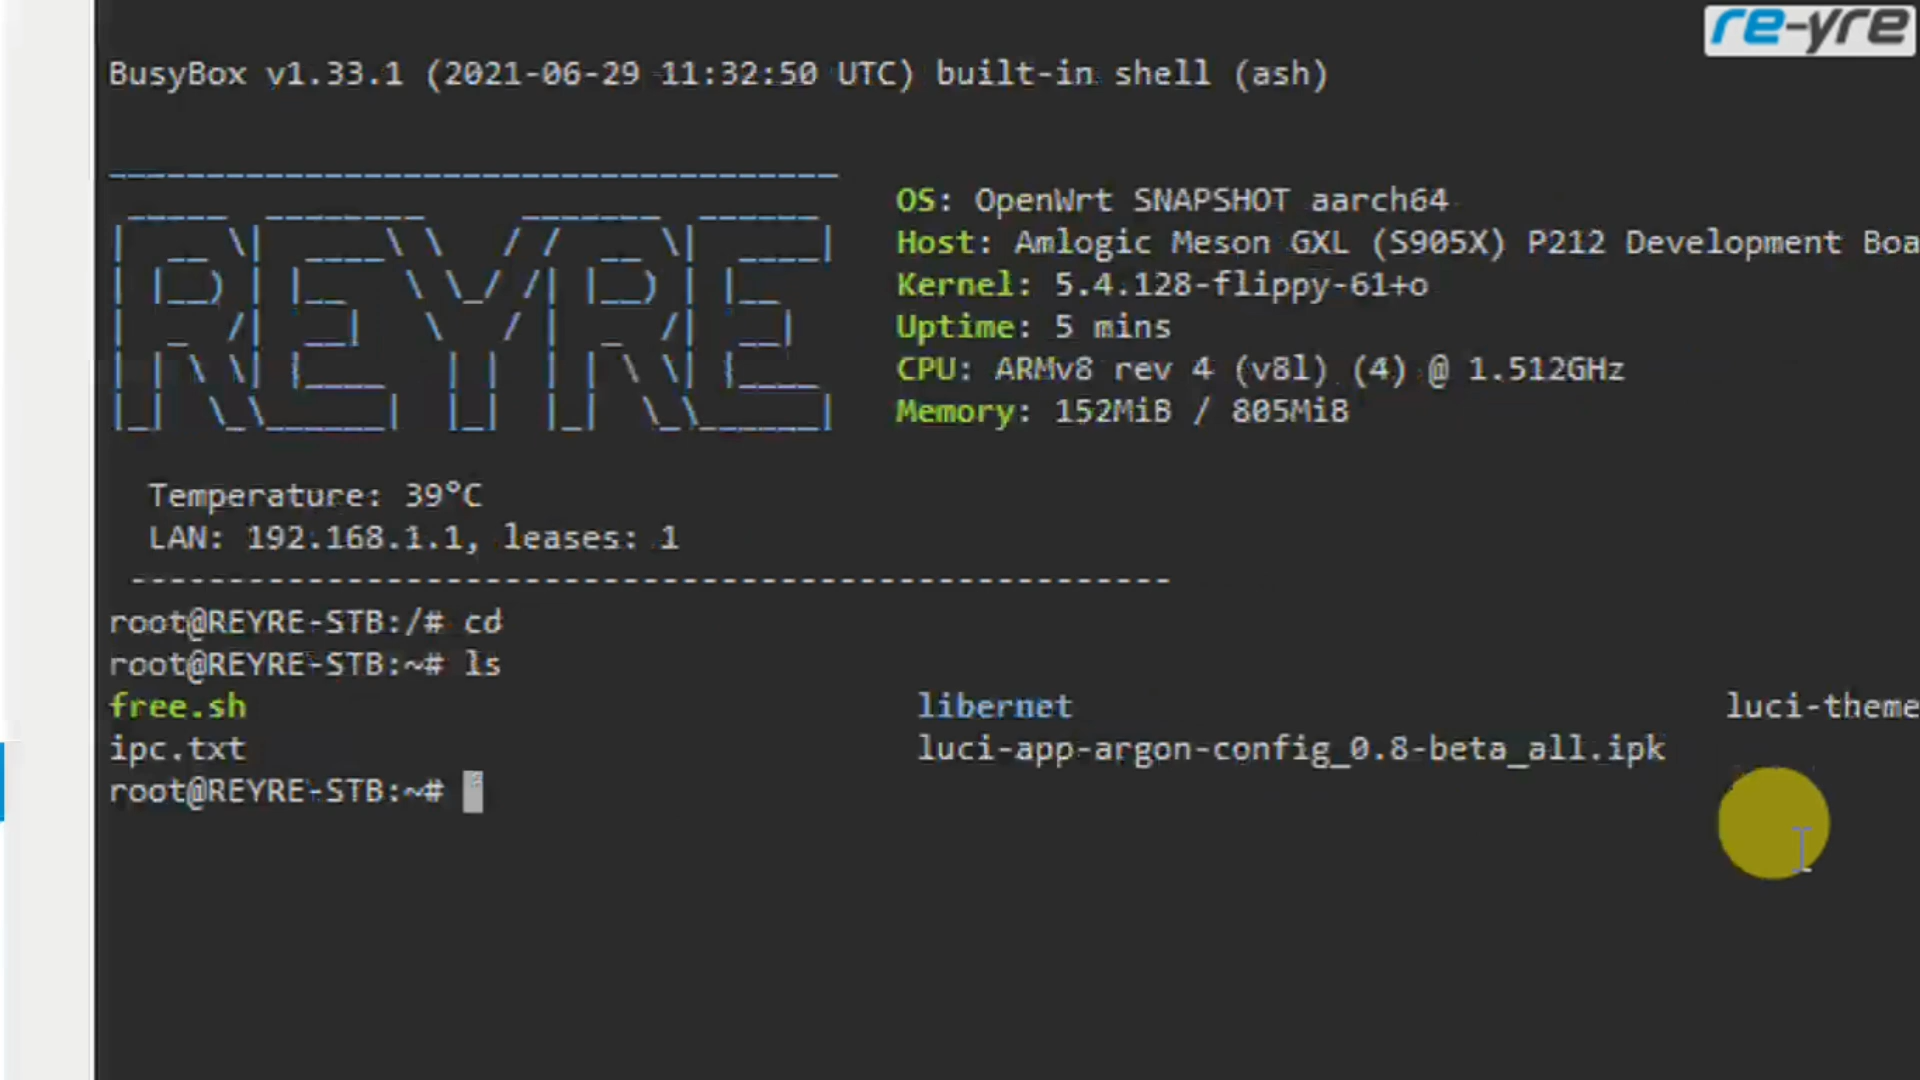 re-yre
BusyBox v1.33.1 (2021-06-29 11:32:50 UTC) built-in shell (ash)
REYRE
OS: OpenWrt SNAPSHOT aarch64
Host: Amlogic Meson GXL (S905X) P212 Development Boa
Kernel: 5.4.128-flippy-61+o
Uptime: 5 mins
CPU: ARMv8 rev 4 (v8l) (4) @ 1.512GHz
Memory: 152MiB / 805MiB
Temperature: 39°C
LAN: 192.168.1.1, leases: 1
-----------------------------------------------------
root@REYRE-STB:/# cd
root@REYRE-STB:~# ls
free.sh libernet luci-theme
ipc.txt luci-app-argon-config_0.8-beta_all.ipk
root@REYRE-STB:~#